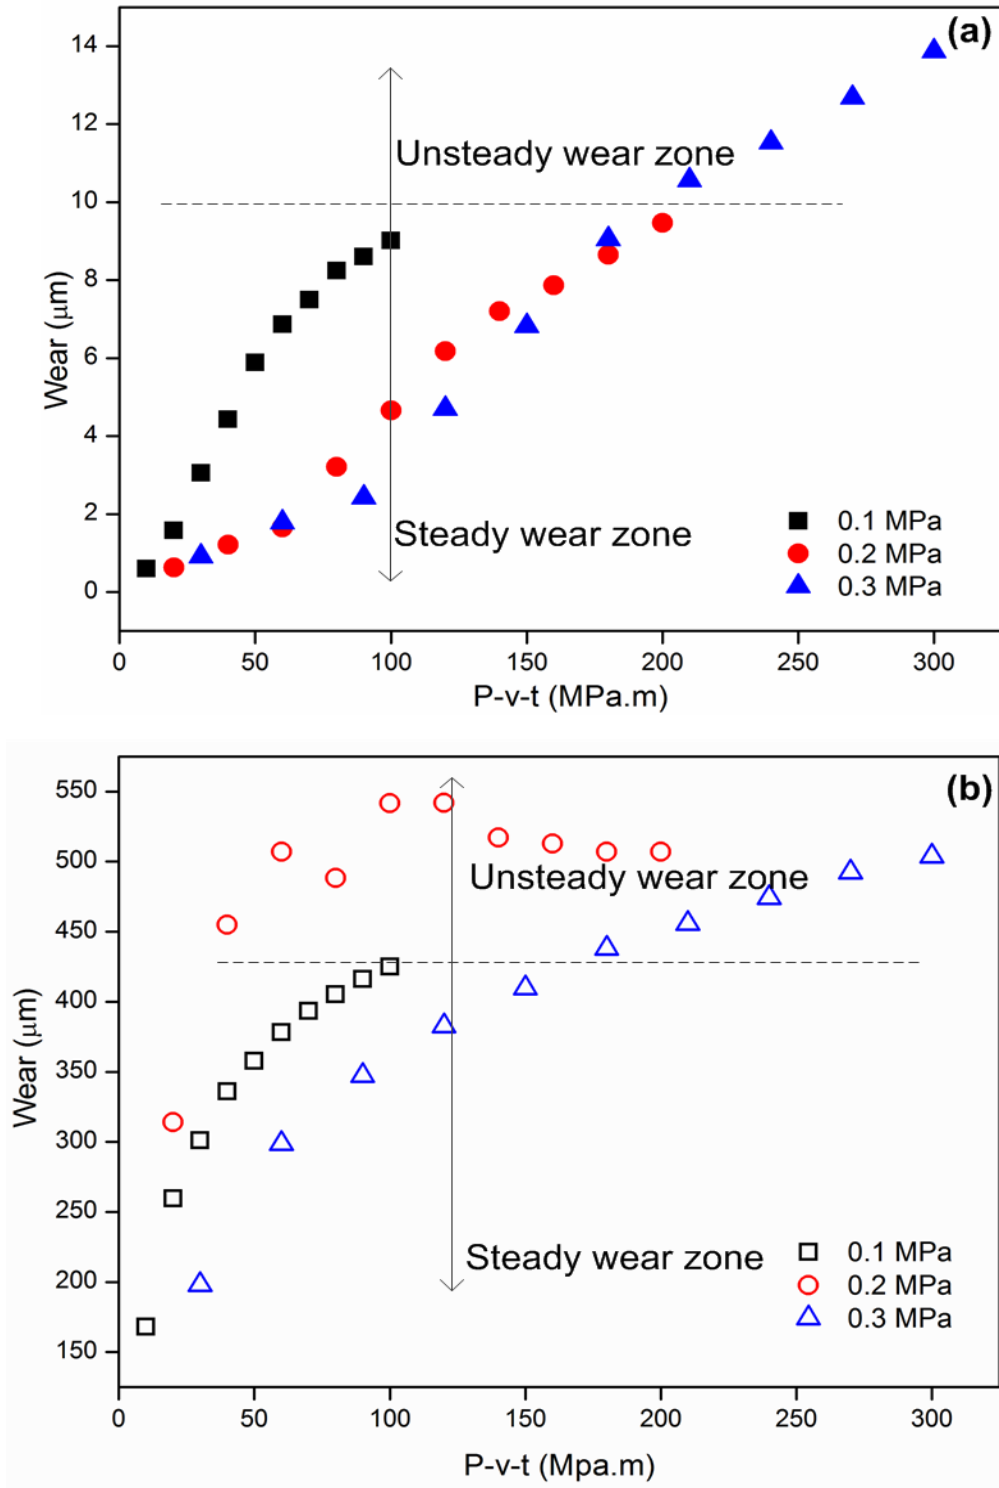 (a)
14
12
10
8
6
4
2
0
Wear (μm)
Unsteady wear zone
Steady wear zone
0.1 MPa
0.2 MPa
0.3 MPa
0 50 100 150 200 250 300
P-v-t (MPa.m)
(b)
550
500
450
400
350
300
250
200
150
Wear (μm)
Unsteady wear zone
Steady wear zone
0.1 MPa
0.2 MPa
0.3 MPa
0 50 100 150 200 250 300
P-v-t (Mpa.m)